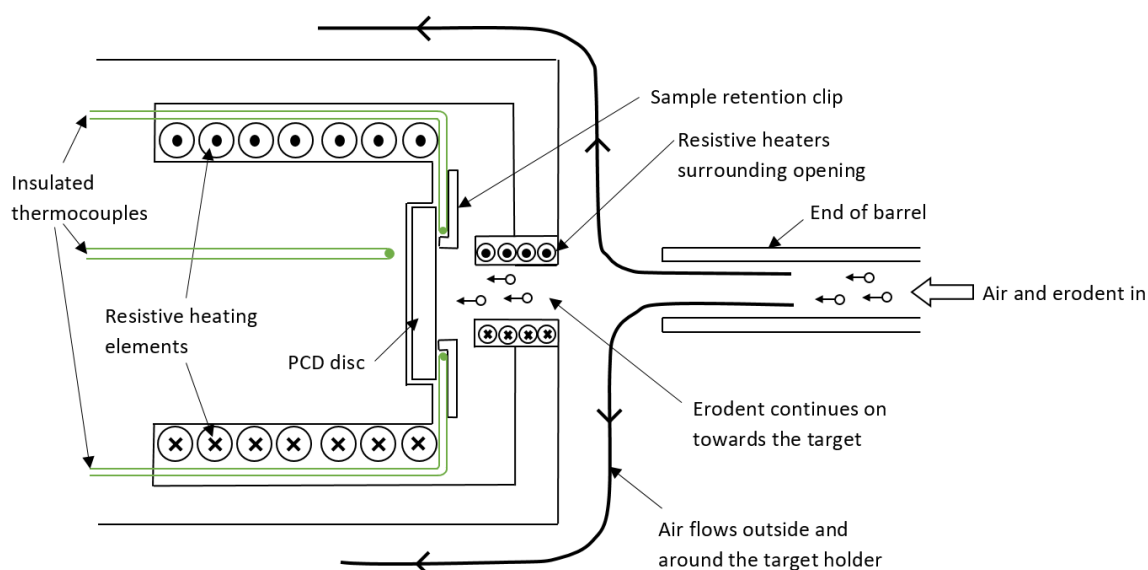 Sample retention clip
Resistive heaters
surrounding opening
Insulated
thermocouples
End of barrel
Air and erodent in
Resistive heating
elements
PCD disc
Erodent continues on
towards the target
Air flows outside and
around the target holder